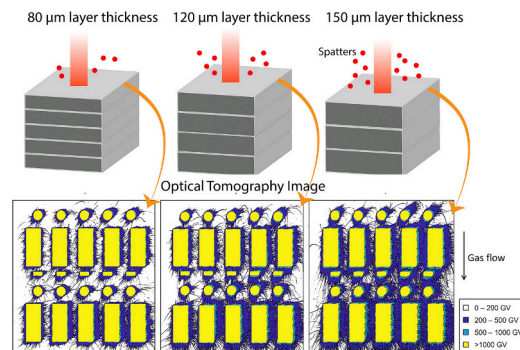 80 μm layer thickness
120 μm layer thickness
150 μm layer thickness
Spatters
Optical Tomography Image
Gas flow
0 – 200 GV
200 – 500 GV
500 – 1000 GV
>1000 GV